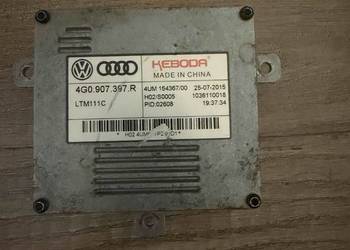 KEBODA
MADE IN CHINA
4G0.907.397.R
4UM 164367/00 25-07-2015
H02/S0005 1036110018
LTM111C
PID:02608 19:37:34